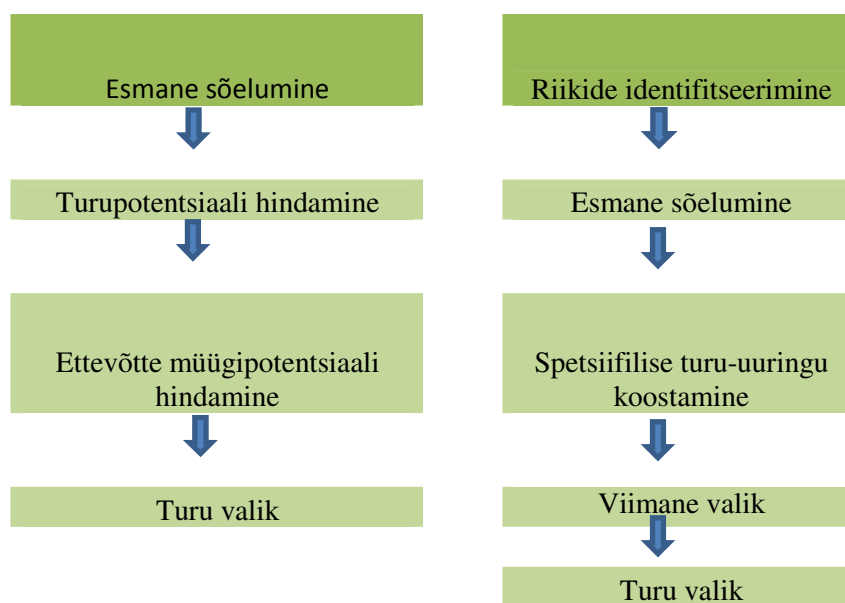 Esmane sõelumine
Turupotentsiaali hindamine
Ettevõtte müügipotentsiaali
hindamine
Turu valik
Riikide identifitseerimine
Esmane sõelumine
Spetsiifilise turu-uuringu
koostamine
Viimane valik
Turu valik